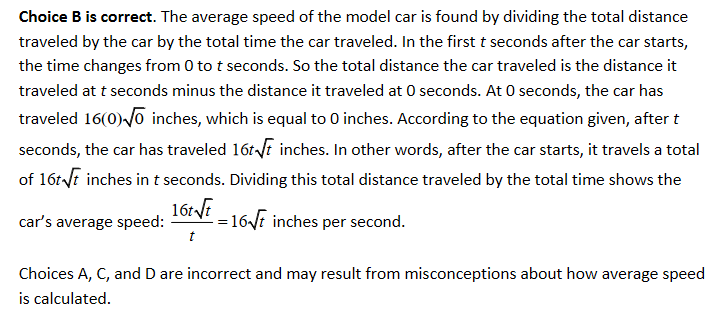 Choice B is correct. The average speed of the model car is found by dividing the total distance
traveled by the car by the total time the car traveled. In the first t seconds after the car starts,
the time changes from 0 to t seconds. So the total distance the car traveled is the distance it
traveled at t seconds minus the distance it traveled at 0 seconds. At 0 seconds, the car has
traveled 16(0)√0 inches, which is equal to 0 inches. According to the equation given, after t
seconds, the car has traveled 16t√t inches. In other words, after the car starts, it travels a total
of 16t√t inches in t seconds. Dividing this total distance traveled by the total time shows the
car's average speed: 16t√t / t = 16√t inches per second.
Choices A, C, and D are incorrect and may result from misconceptions about how average speed
is calculated.